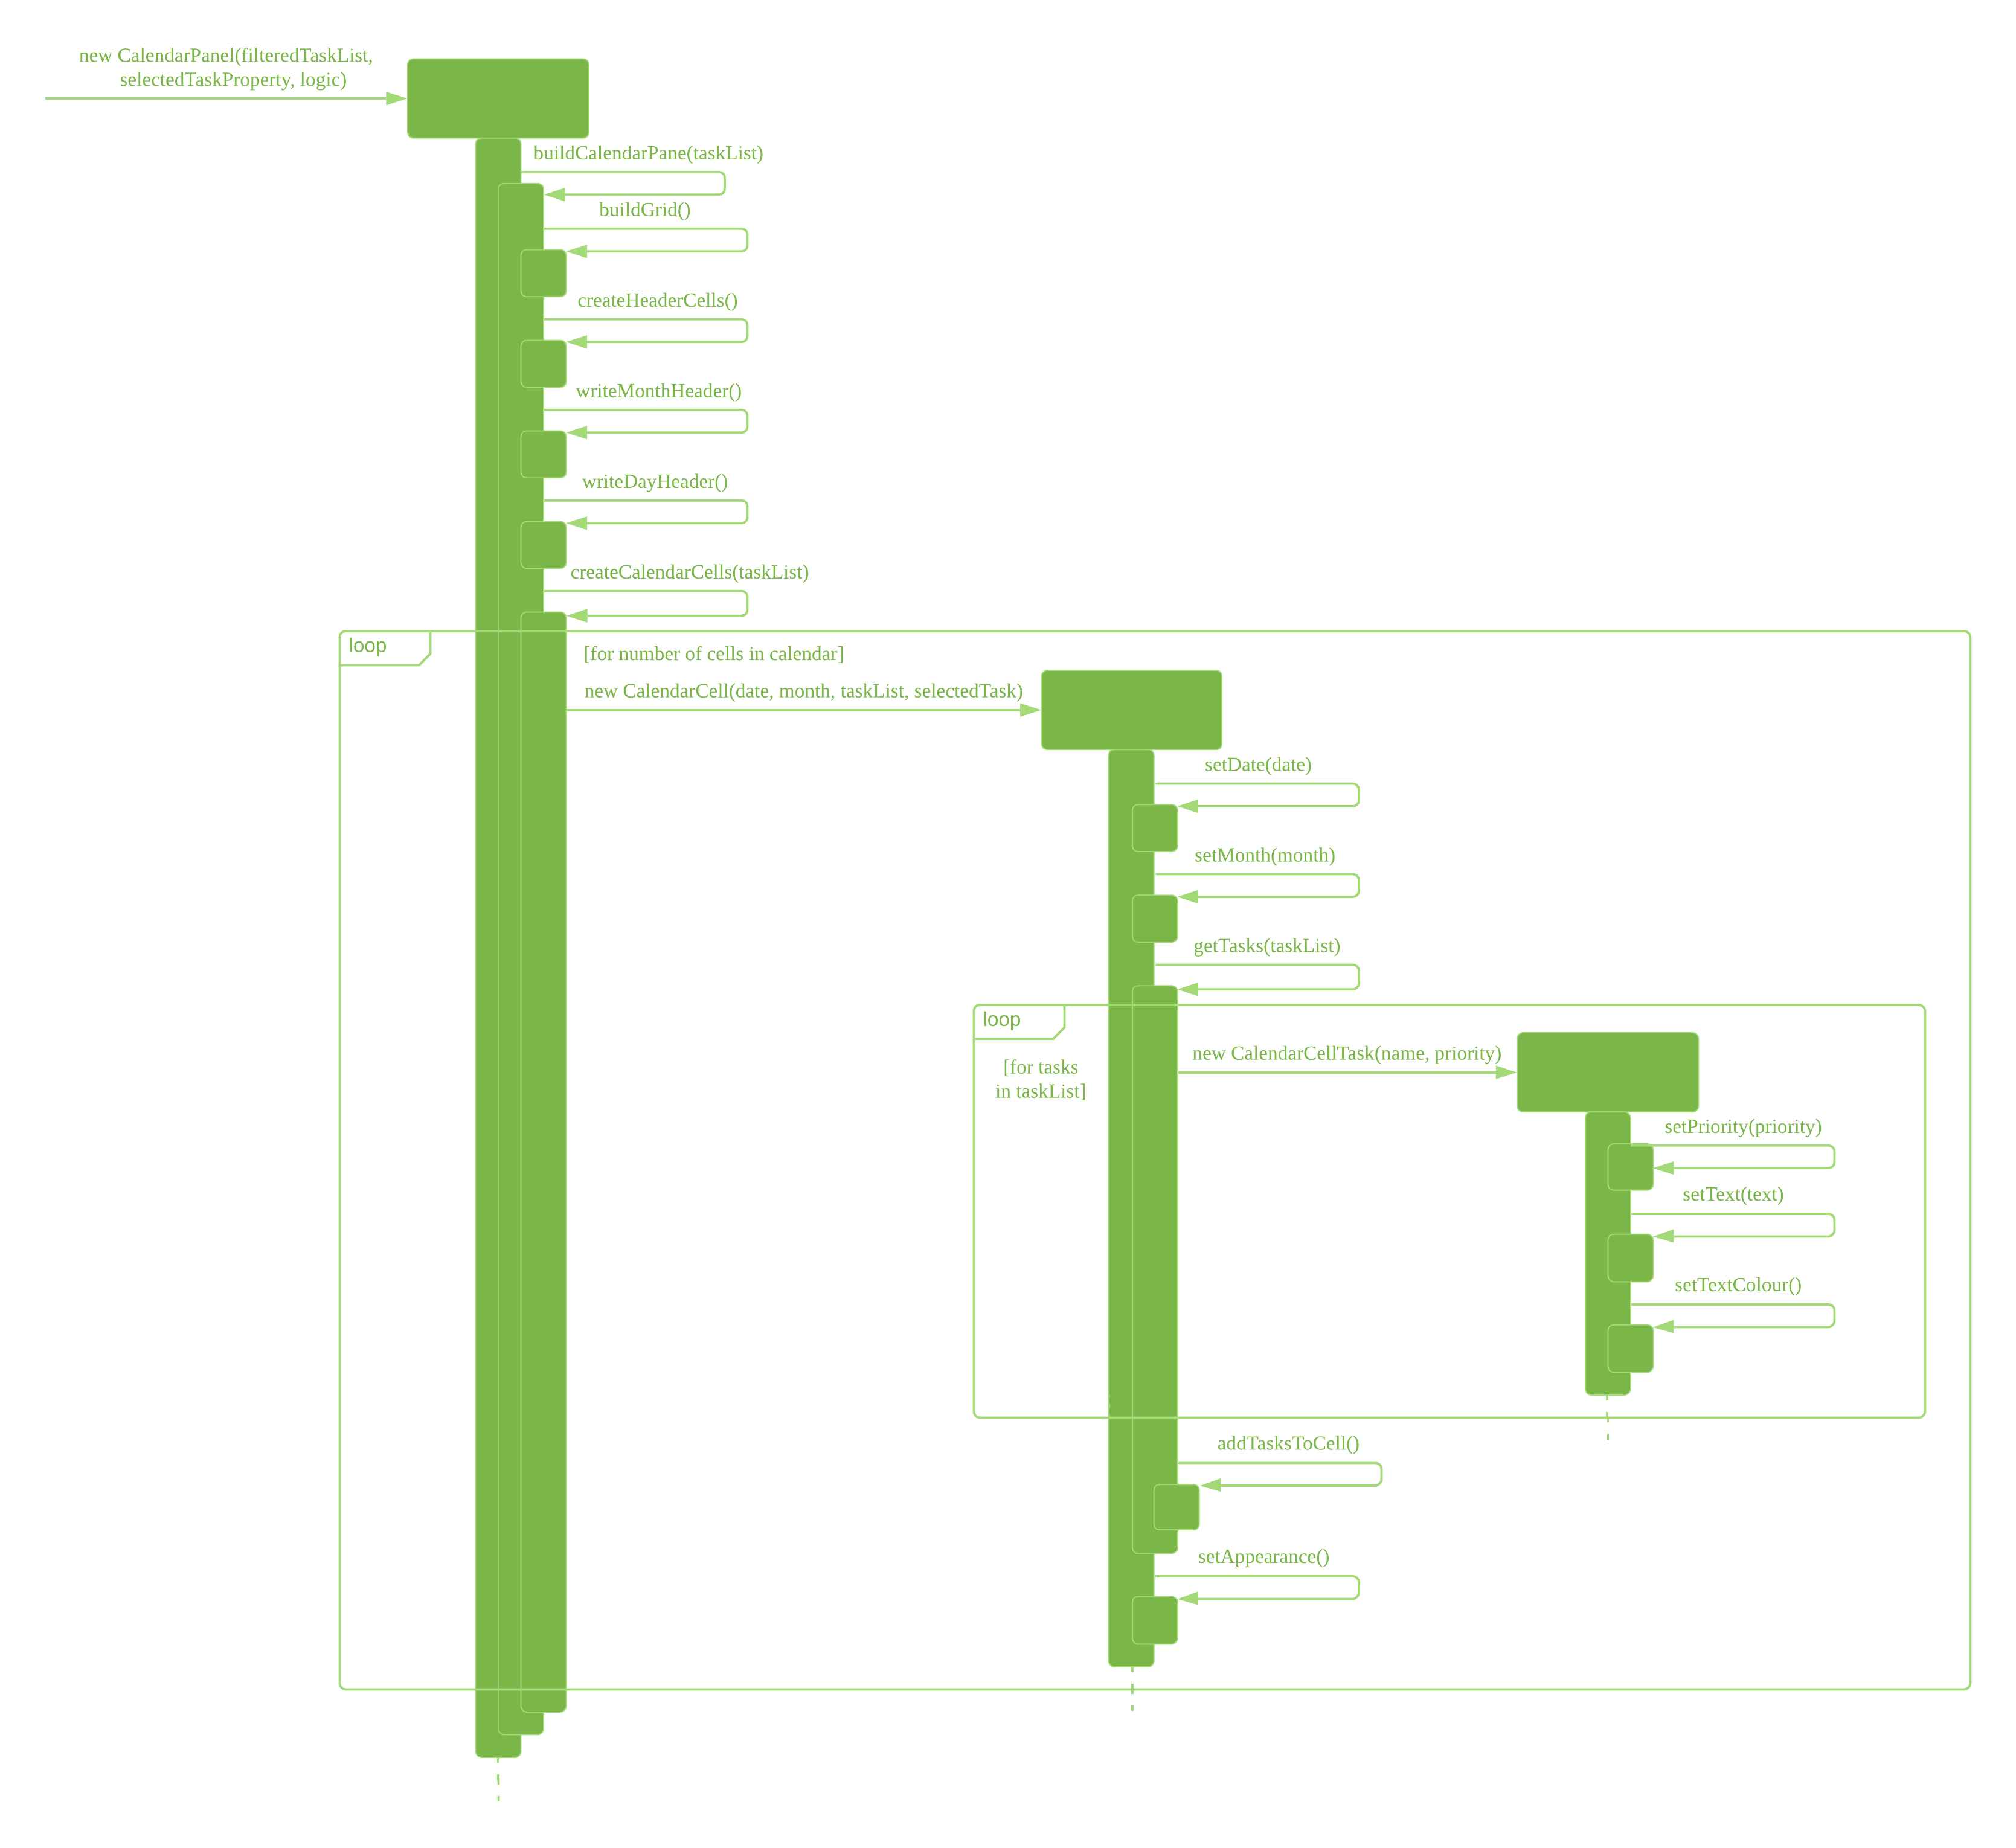 new CalendarPanel(filteredTaskList,
selectedTaskProperty, logic)
buildCalendarPane(taskList)
buildGrid()
createHeaderCells()
writeMonthHeader()
writeDayHeader()
createCalendarCells(taskList)
loop
[for number of cells in calendar]
new CalendarCell(date, month, taskList, selectedTask)
setDate(date)
setMonth(month)
getTasks(taskList)
loop
[for tasks
in taskList]
new CalendarCellTask(name, priority)
setPriority(priority)
setText(text)
setTextColour()
addTasksToCell()
setAppearance()